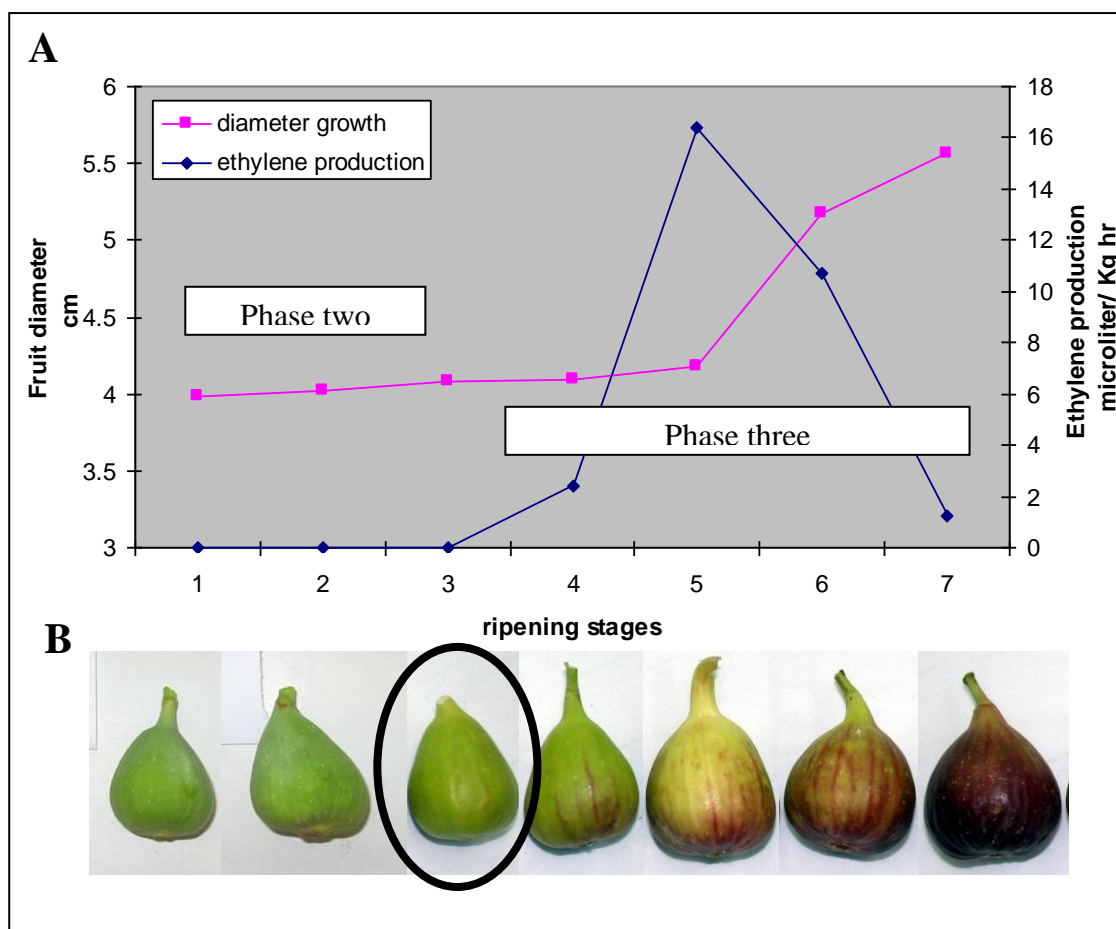 A
6
5.5
5
4.5
4
3.5
3
Fruit diameter
cm
diameter growth
ethylene production
Phase two
Phase three
18
16
14
12
10
8
6
4
2
0
Ethylene production
microliter/ Kg hr
1 2 3 4 5 6 7
ripening stages
B